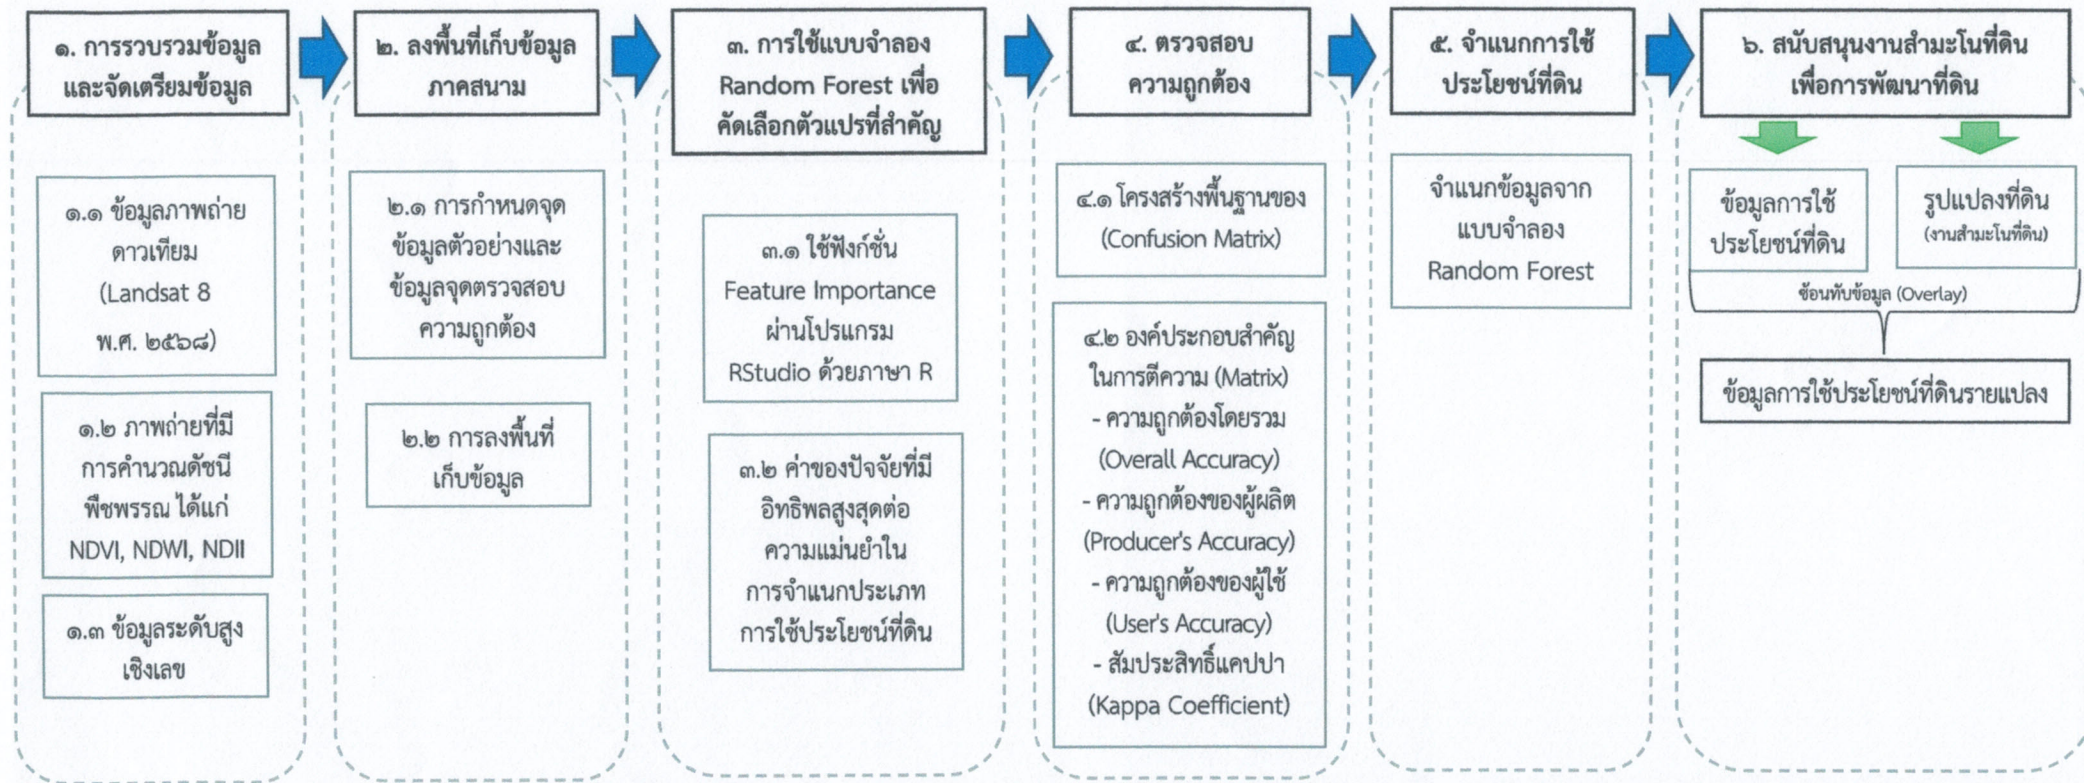 ๑. การรวบรวมข้อมูล
และจัดเตรียมข้อมูล
๑.๑ ข้อมูลภาพถ่าย
ดาวเทียม
(Landsat 8
พ.ศ. ๒๕๖๘)
๑.๒ ภาพถ่ายที่มี
การคำนวณดัชนี
พืชพรรณ ได้แก่
NDVI, NDWI, NDII
๑.๓ ข้อมูลระดับสูง
เชิงเลข
๒. ลงพื้นที่เก็บข้อมูล
ภาคสนาม
๒.๑ การกำหนดจุด
ข้อมูลตัวอย่างและ
ข้อมูลจุดตรวจสอบ
ความถูกต้อง
๒.๒ การลงพื้นที่
เก็บข้อมูล
๓. การใช้แบบจำลอง
Random Forest เพื่อ
คัดเลือกตัวแปรที่สำคัญ
๓.๑ ใช้ฟังก์ชั่น
Feature Importance
ผ่านโปรแกรม
RStudio ด้วยภาษา R
๓.๒ ค่าของปัจจัยที่มี
อิทธิพลสูงสุดต่อ
ความแม่นยำใน
การจำแนกประเภท
การใช้ประโยชน์ที่ดิน
๔. ตรวจสอบ
ความถูกต้อง
๔.๑ โครงสร้างพื้นฐานของ
(Confusion Matrix)
๔.๒ องค์ประกอบสำคัญ
ในการตีความ (Matrix)
- ความถูกต้องโดยรวม
(Overall Accuracy)
- ความถูกต้องของผู้ผลิต
(Producer's Accuracy)
- ความถูกต้องของผู้ใช้
(User's Accuracy)
- สัมประสิทธิ์แคปปา
(Kappa Coefficient)
๕. จำแนกการใช้
ประโยชน์ที่ดิน
จำแนกข้อมูลจาก
แบบจำลอง
Random Forest
๖. สนับสนุนงานสำมะโนที่ดิน
เพื่อการพัฒนาที่ดิน
ข้อมูลการใช้
ประโยชน์ที่ดิน
รูปแปลงที่ดิน
(งานสำมะโนที่ดิน)
ซ้อนทับข้อมูล (Overlay)
ข้อมูลการใช้ประโยชน์ที่ดินรายแปลง